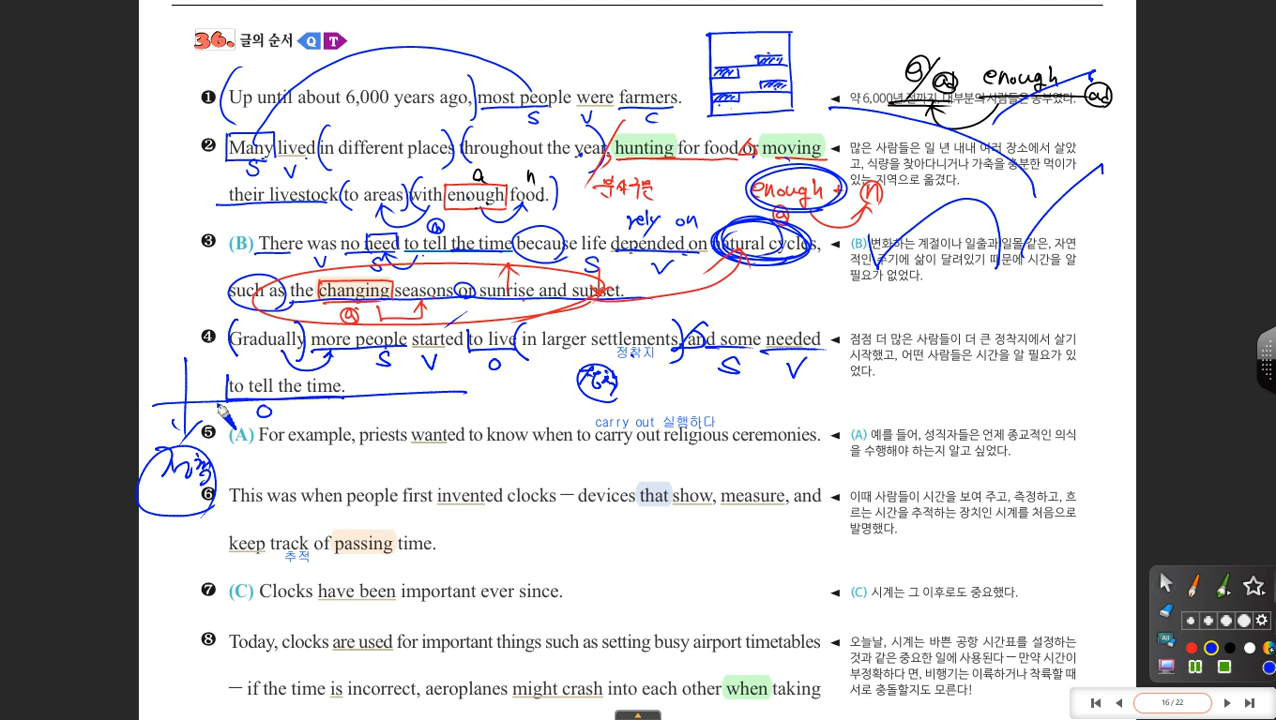 36. 글의 순서 Q T
❶ Up until about 6,000 years ago, most people were farmers.
S V C
◄ 약 6,000년 전까지, 대부분의 사람들은 농부였다.
enough
ad
❷ Many lived in different places throughout the year, hunting for food or moving
S V
◄ 많은 사람들은 일 년 내내 여러 장소에서 살았
고, 식량을 찾아다니거나 가축을 충분한 먹이가
있는 지역으로 옮겼다.
a n
their livestock to areas with enough food.
분사구문
enough + n
a
rely on
❸ (B) There was no need to tell the time because life depended on natural cycles,
V S S V
◄ (B) 변화하는 계절이나 일출과 일몰 같은, 자연
적인 주기에 삶이 달려있기 때문에 시간을 알
필요가 없었다.
such as the changing seasons or sunrise and sunset.
a
❹ Gradually more people started to live in larger settlements, and some needed
정착지
S V O S V
◄ 점점 더 많은 사람들이 더 큰 정착지에서 살기
시작했고, 어떤 사람들은 시간을 알 필요가 있
었다.
to tell the time.
O
carry out 실행하다
❺ (A) For example, priests wanted to know when to carry out religious ceremonies.
◄ (A) 예를 들어, 성직자들은 언제 종교적인 의식
을 수행해야 하는지 알고 싶었다.
❻ This was when people first invented clocks — devices that show, measure, and
◄ 이때 사람들이 시간을 보여 주고, 측정하고, 흐
르는 시간을 추적하는 장치인 시계를 처음으로
발명했다.
keep track of passing time.
추적
❼ (C) Clocks have been important ever since.
◄ (C) 시계는 그 이후로도 중요했다.
❽ Today, clocks are used for important things such as setting busy airport timetables
◄ 오늘날, 시계는 바쁜 공항 시간표를 설정하는
것과 같은 중요한 일에 사용된다 — 만약 시간이
부정확하다 면, 비행기는 이륙하거나 착륙할 때
서로 충돌할지도 모른다!
— if the time is incorrect, aeroplanes might crash into each other when taking
16 / 22